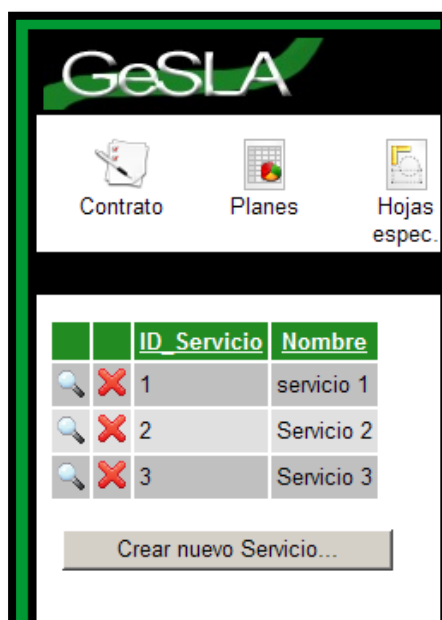 GeSLA
Contrato Planes Hojas espec.
ID_Servicio Nombre
1 servicio 1
2 Servicio 2
3 Servicio 3
Crear nuevo Servicio...